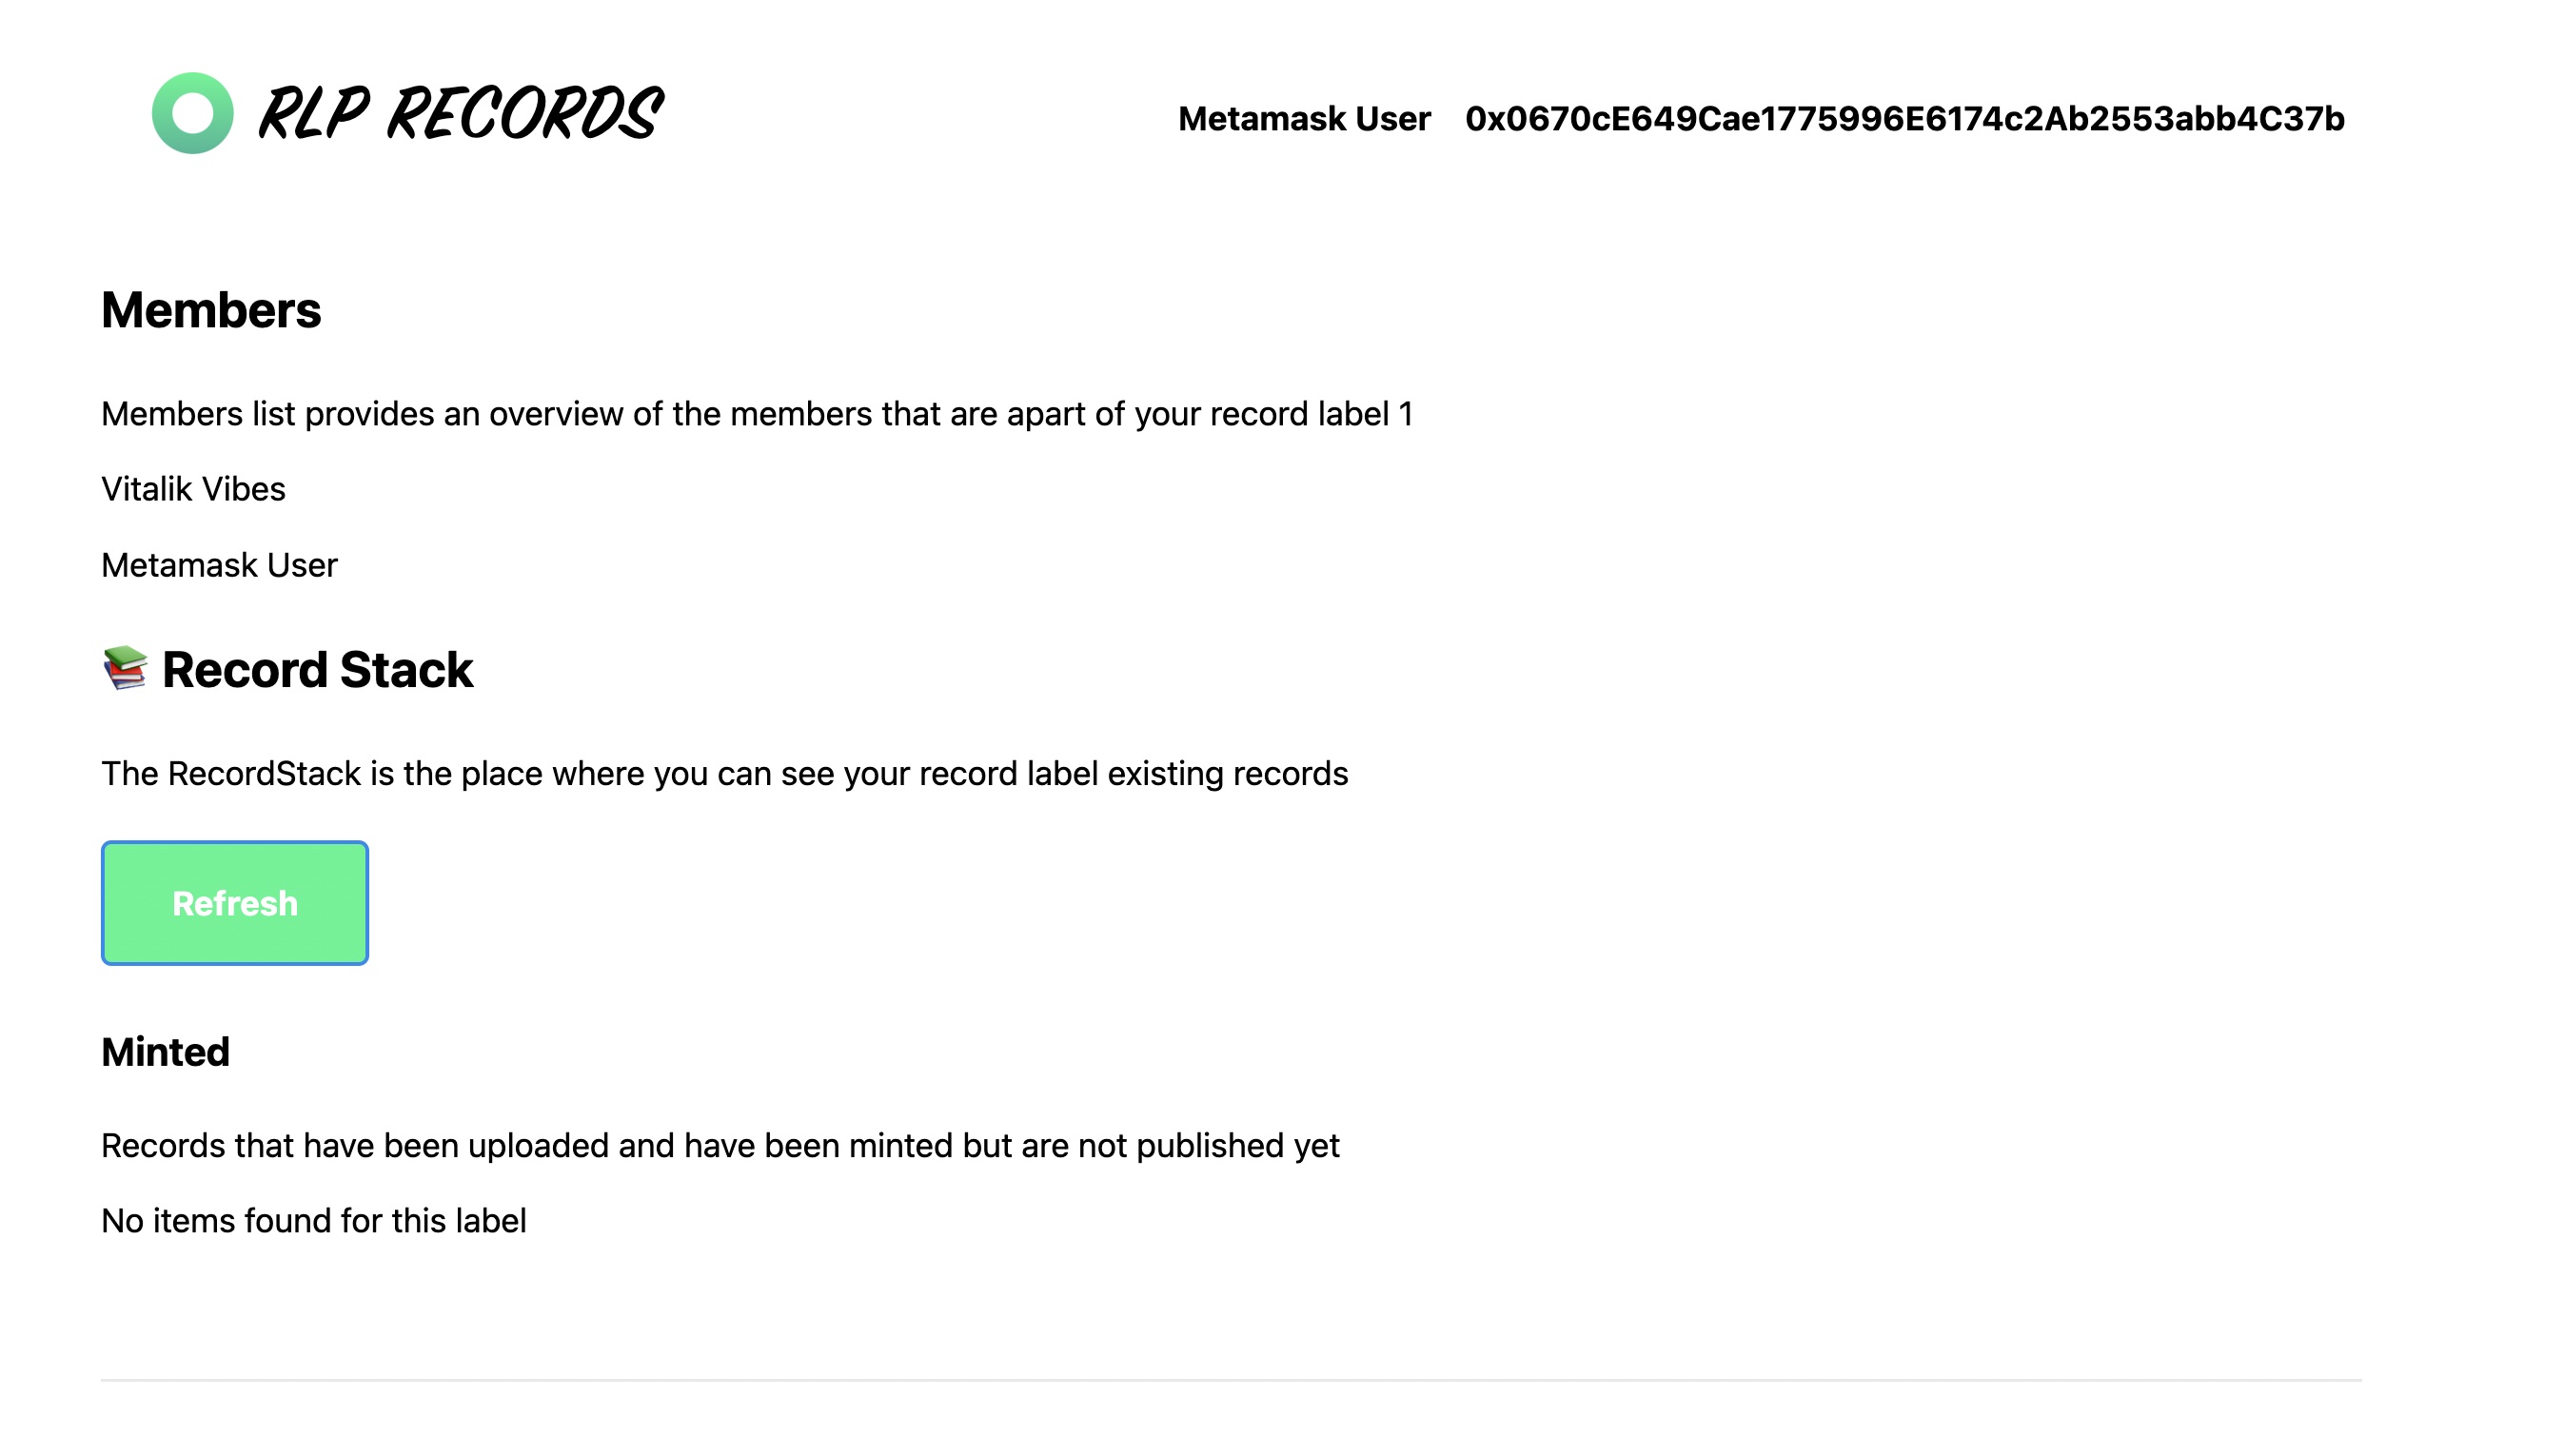 RLP RECORDS
Metamask User 0x0670cE649Cae1775996E6174c2Ab2553abb4C37b
Members
Members list provides an overview of the members that are apart of your record label 1
Vitalik Vibes
Metamask User
Record Stack
The RecordStack is the place where you can see your record label existing records
Refresh
Minted
Records that have been uploaded and have been minted but are not published yet
No items found for this label